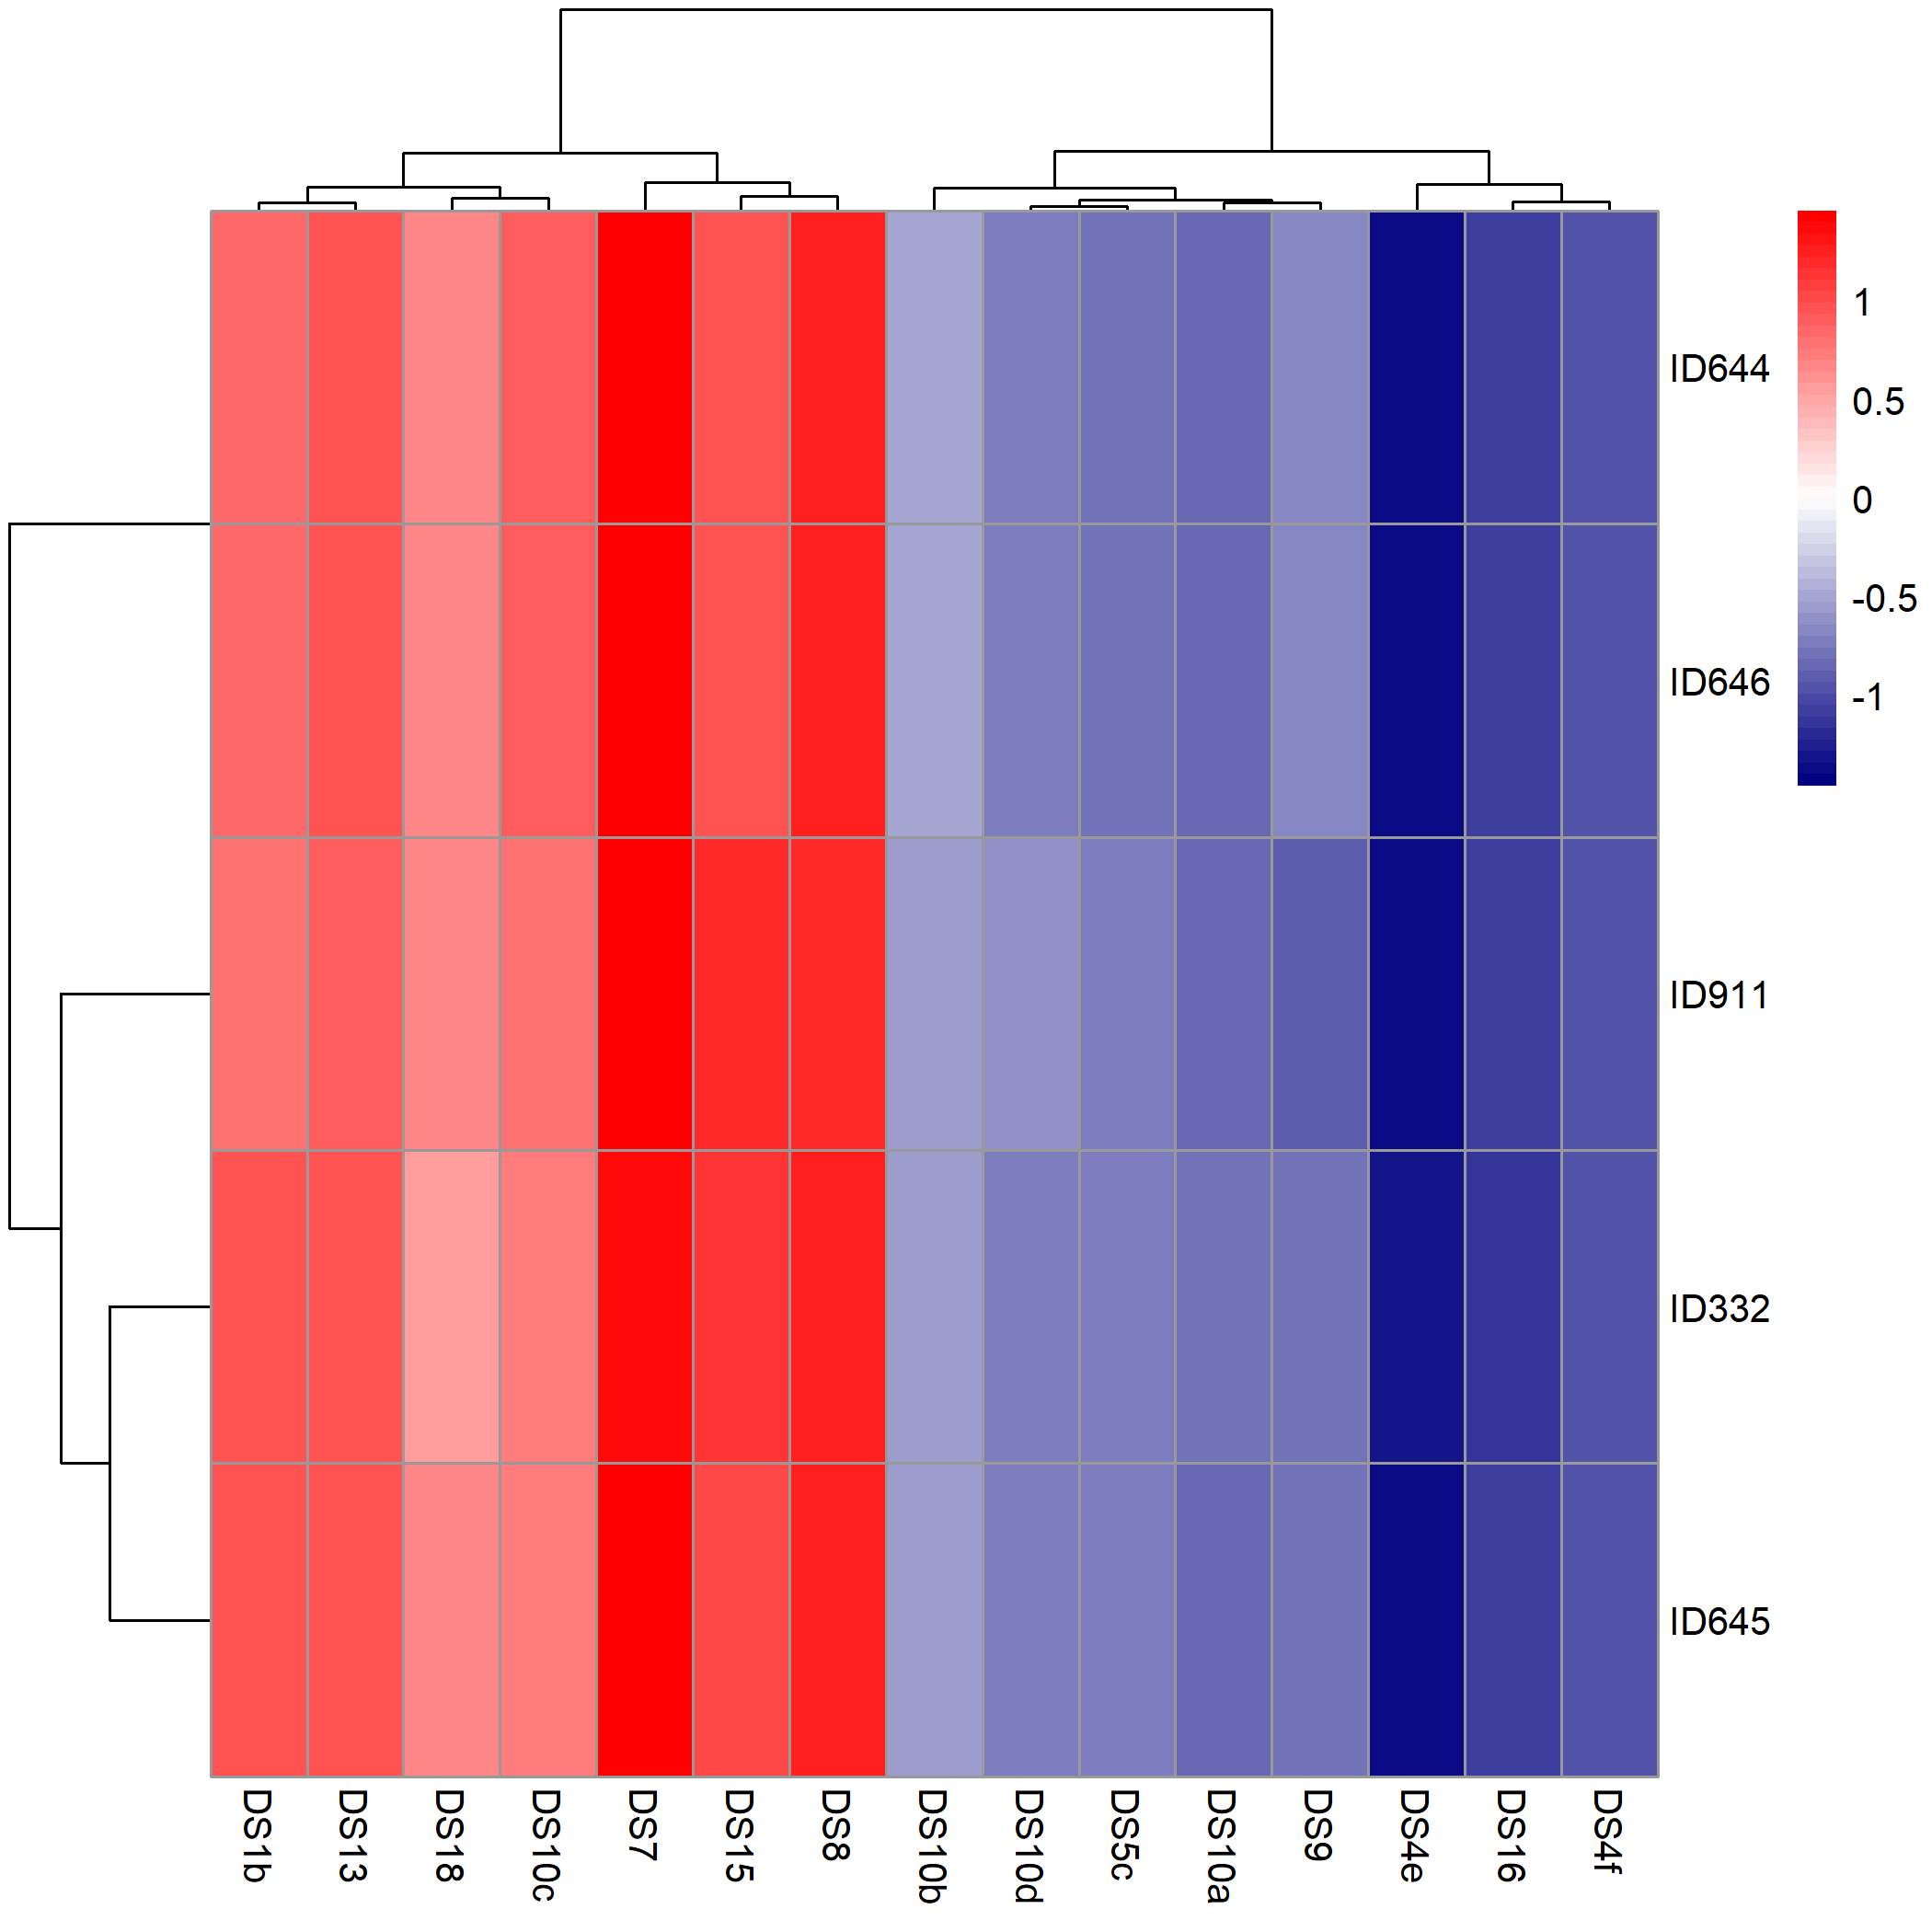 1
ID644
0.5
0
-0.5
ID646
-1
ID911
ID332
ID645
DS1b
DS13
DS18
DS10c
DS7
DS15
DS8
DS10b
DS10d
DS5c
DS10a
DS9
DS4e
DS16
DS4f